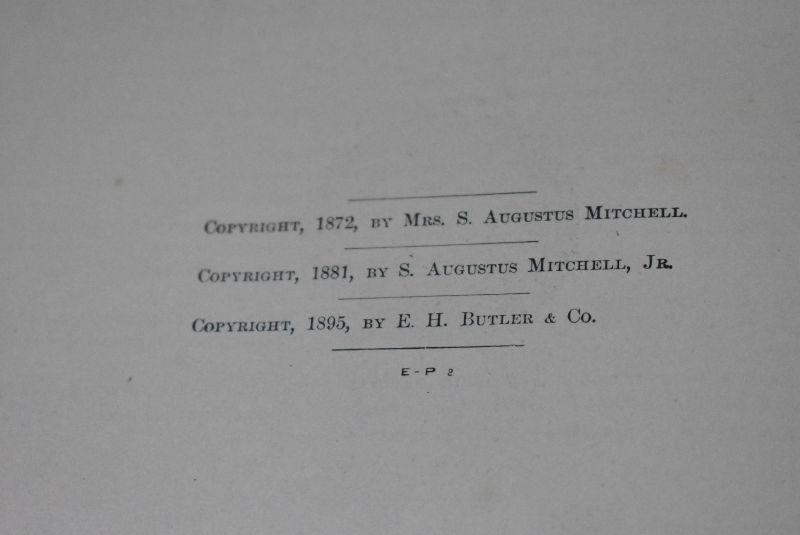 Copyright, 1872, by Mrs. S. Augustus Mitchell.
Copyright, 1881, by S. Augustus Mitchell, Jr.
Copyright, 1895, by E. H. Butler & Co.
E-P 2